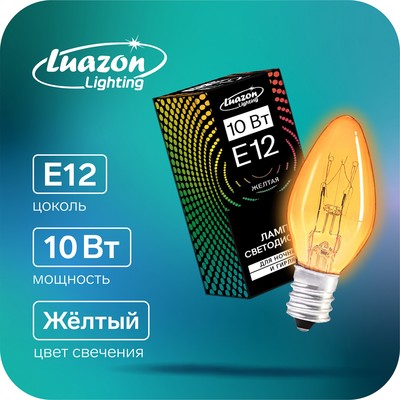 Luazon
Lighting
E12
цоколь
10 Вт
мощность
Жёлтый
цвет свечения
Luazon
Lighting
10 Вт
E12
ЖЕЛТАЯ